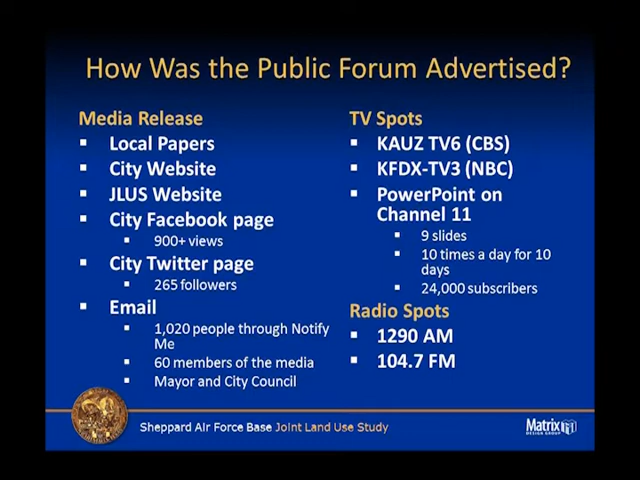 How Was the Public Forum Advertised?
Media Release
Local Papers
City Website
JLUS Website
City Facebook page
900+ views
City Twitter page
265 followers
Email
1,020 people through Notify
Me
60 members of the media
Mayor and City Council
TV Spots
KAUZ TV6 (CBS)
KFDX-TV3 (NBC)
PowerPoint on
Channel 11
9 slides
10 times a day for 10
days
24,000 subscribers
Radio Spots
1290 AM
104.7 FM
Sheppard Air Force Base Joint Land Use Study
Matrix
DESIGN GROUP